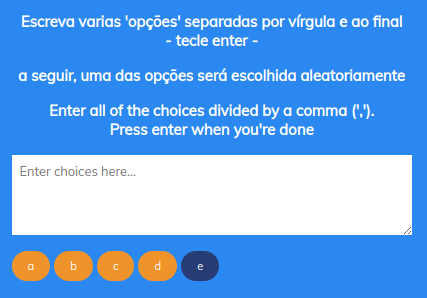 Escreva varias 'opções' separadas por vírgula e ao final
- tecle enter -
a seguir, uma das opções será escolhida aleatoriamente
Enter all of the choices divided by a comma (',').
Press enter when you're done
Enter choices here...
a b c d e